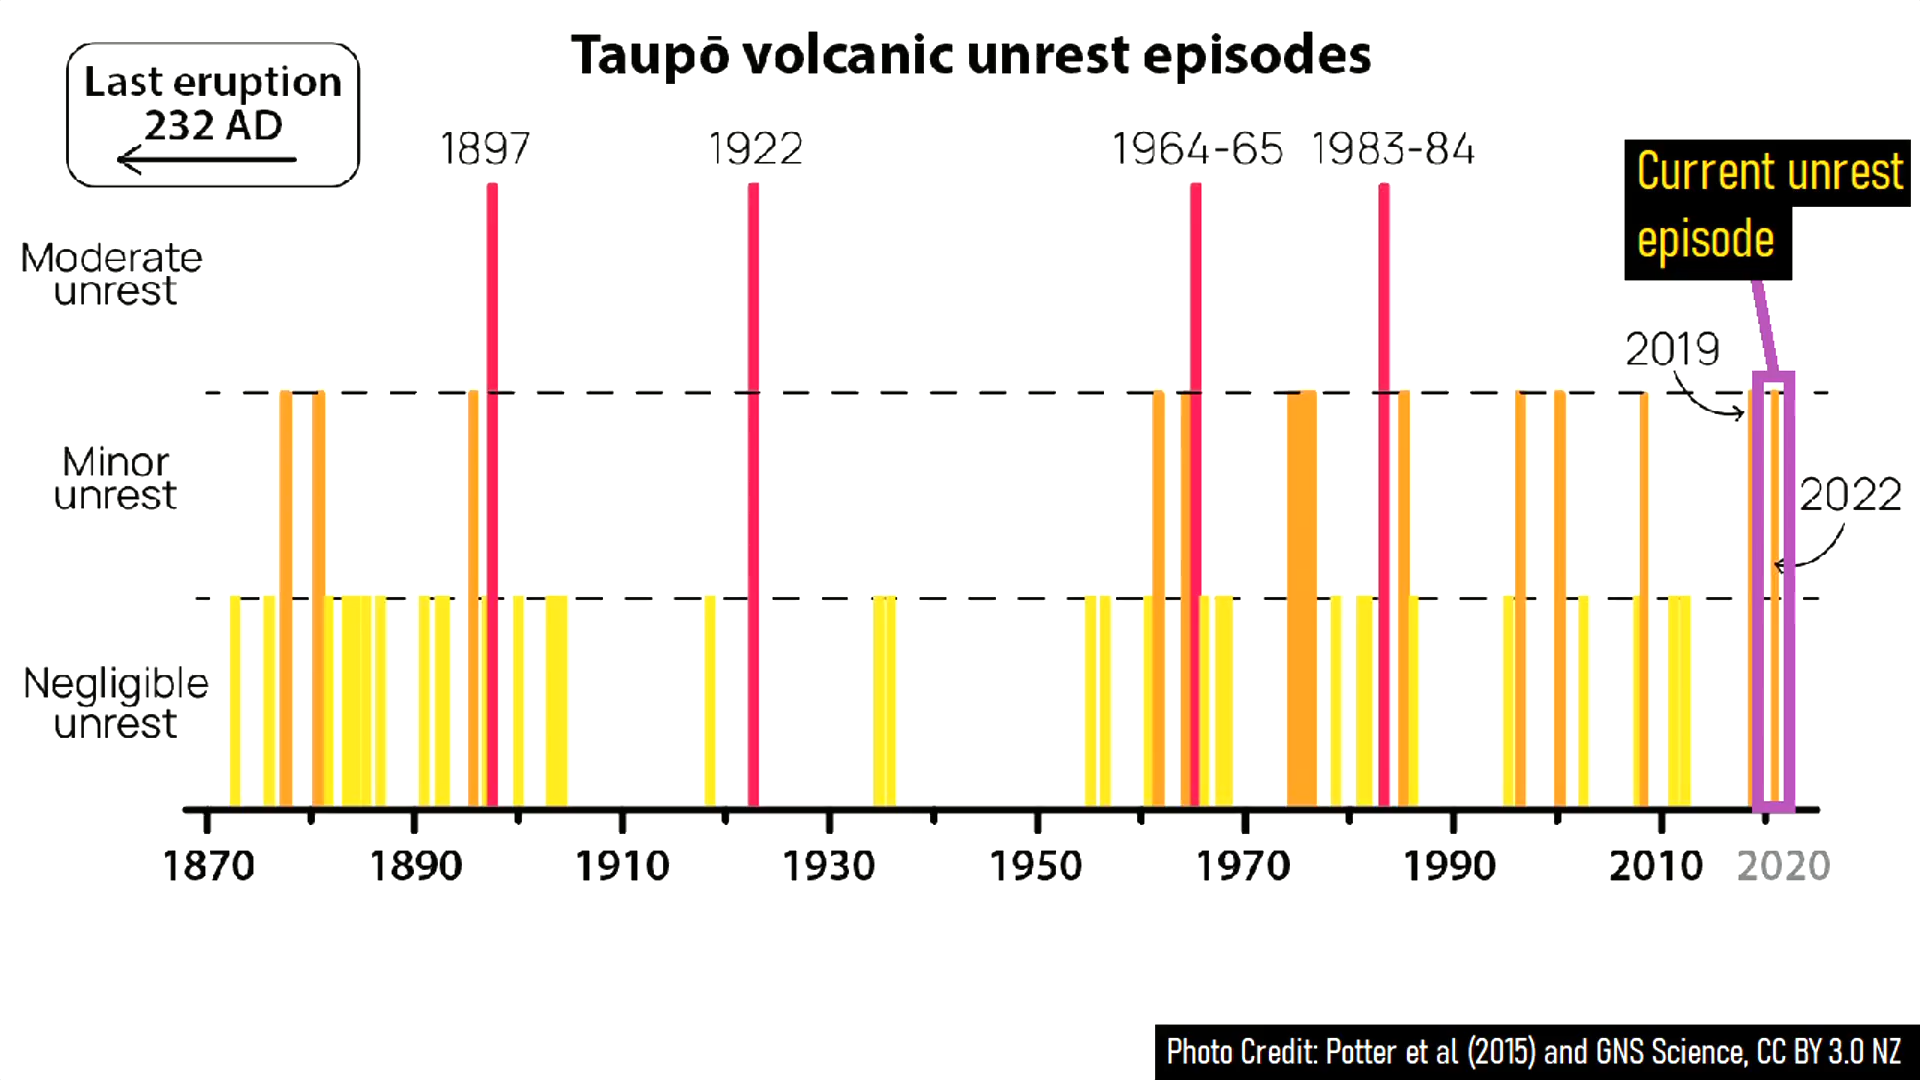 Taupō volcanic unrest episodes
Last eruption
232 AD
1897
1922
1964-65
1983-84
Current unrest
episode
Moderate
unrest
2019
Minor
unrest
2022
Negligible
unrest
1870
1890
1910
1930
1950
1970
1990
2010
2020
Photo Credit: Potter et al (2015) and GNS Science, CC BY 3.0 NZ